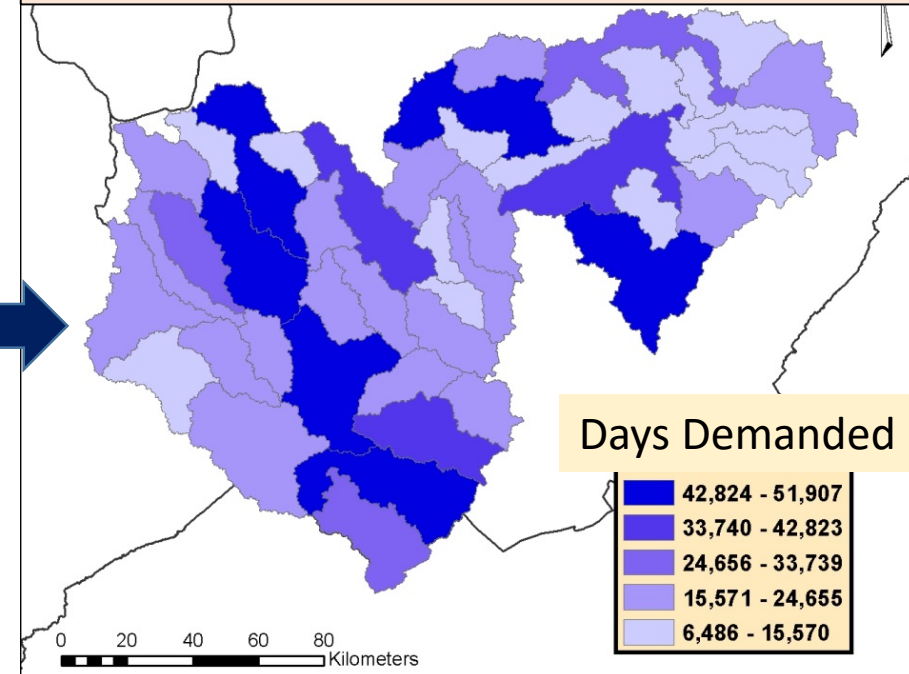 Days Demanded
42,824 - 51,907
33,740 - 42,823
24,656 - 33,739
15,571 - 24,655
6,486 - 15,570
0 20 40 60 80
Kilometers